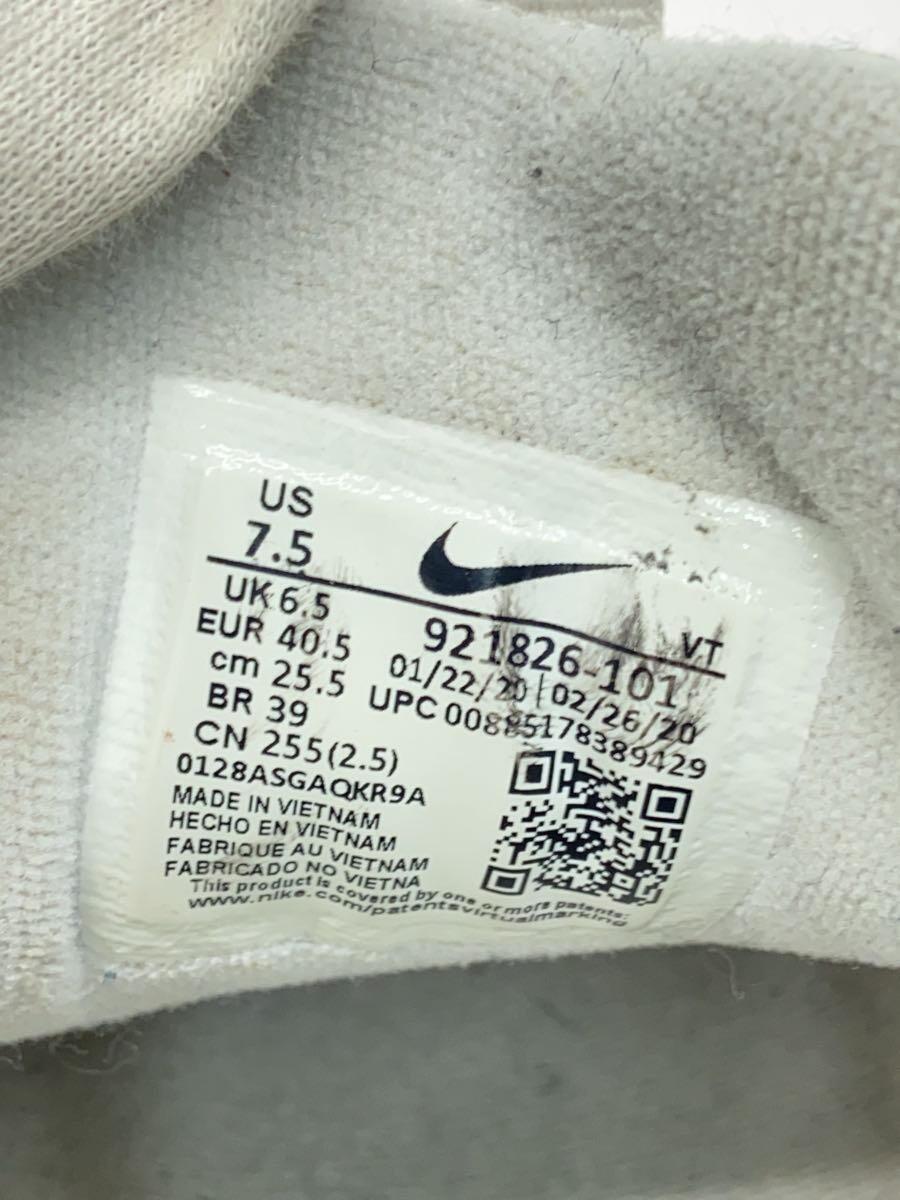 US
7.5
UK 6.5
EUR 40.5
cm 25.5
BR 39
CN 255(2.5)
0128ASGAQKR9A
MADE IN VIETNAM
HECHO EN VIETNAM
FABRIQUE AU VIETNAM
FABRICADO NO VIETNA
This product is covered by one or more patents:
www.nike.com/patentsvirtualmarking
VT
921826-101
01/22/20 | 02/26/20
UPC 00885178389429